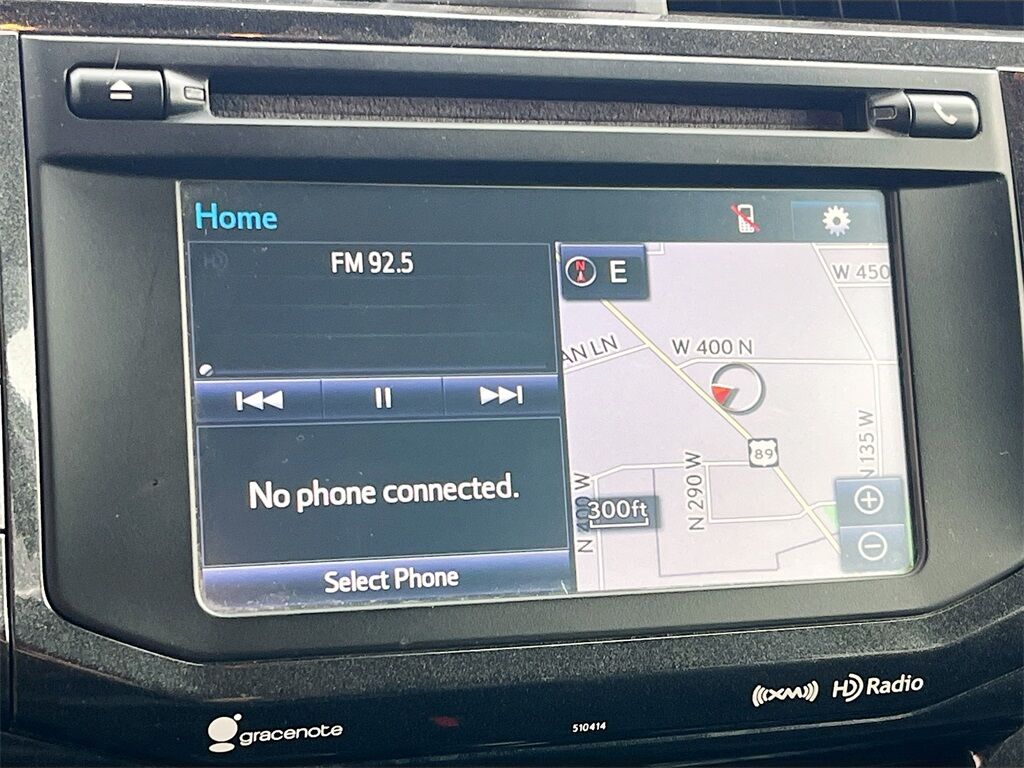 Home
HD
FM 92.5
N
E
W 450
AN LN
W 400 N
89
N 135 W
N 290 W
N 400 W
300ft
No phone connected.
Select Phone
((XM))
HD Radio
gracenote
510414